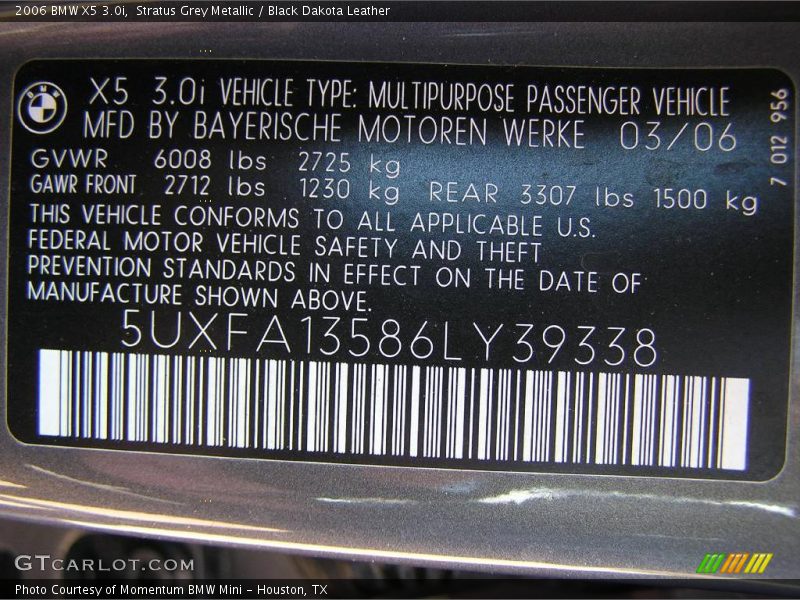 2006 BMW X5 3.0i, Stratus Grey Metallic / Black Dakota Leather
BMW
X5 3.0i VEHICLE TYPE: MULTIPURPOSE PASSENGER VEHICLE
MFD BY BAYERISCHE MOTOREN WERKE 03/06
7 012 956
GVWR 6008 lbs 2725 kg
GAWR FRONT 2712 lbs 1230 kg REAR 3307 lbs 1500 kg
THIS VEHICLE CONFORMS TO ALL APPLICABLE U.S.
FEDERAL MOTOR VEHICLE SAFETY AND THEFT
PREVENTION STANDARDS IN EFFECT ON THE DATE OF
MANUFACTURE SHOWN ABOVE.
5UXFA13586LY39338
GTCARLOT.COM
Photo Courtesy of Momentum BMW Mini - Houston, TX